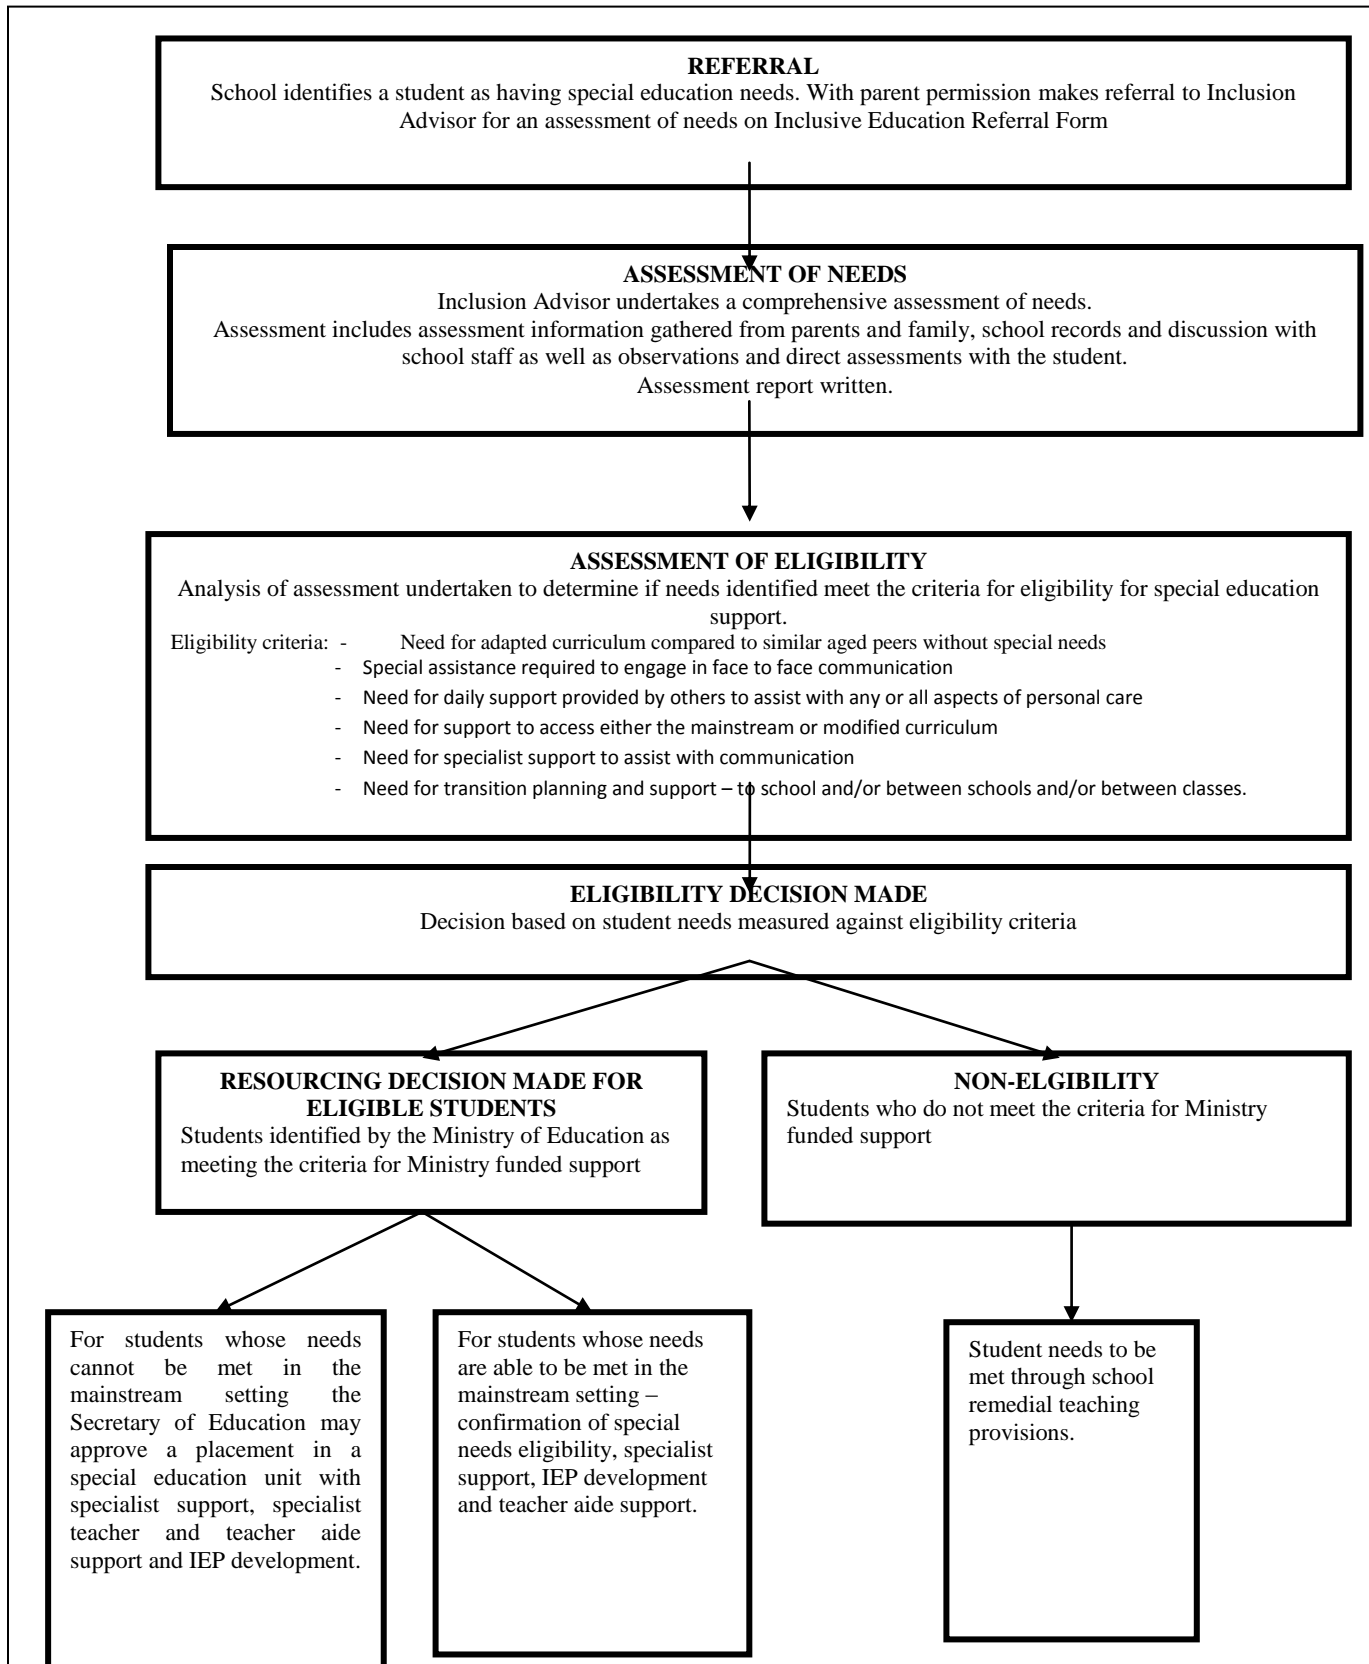 REFERRAL
School identifies a student as having special education needs. With parent permission makes referral to Inclusion
Advisor for an assessment of needs on Inclusive Education Referral Form
ASSESSMENT OF NEEDS
Inclusion Advisor undertakes a comprehensive assessment of needs.
Assessment includes assessment information gathered from parents and family, school records and discussion with
school staff as well as observations and direct assessments with the student.
Assessment report written.
ASSESSMENT OF ELIGIBILITY
Analysis of assessment undertaken to determine if needs identified meet the criteria for eligibility for special education
support.
Eligibility criteria: - Need for adapted curriculum compared to similar aged peers without special needs
- Special assistance required to engage in face to face communication
- Need for daily support provided by others to assist with any or all aspects of personal care
- Need for support to access either the mainstream or modified curriculum
- Need for specialist support to assist with communication
- Need for transition planning and support – to school and/or between schools and/or between classes.
ELIGIBILITY DECISION MADE
Decision based on student needs measured against eligibility criteria
RESOURCING DECISION MADE FOR
ELIGIBLE STUDENTS
Students identified by the Ministry of Education as
meeting the criteria for Ministry funded support
NON-ELGIBILITY
Students who do not meet the criteria for Ministry
funded support
For students whose needs
cannot be met in the
mainstream setting the
Secretary of Education may
approve a placement in a
special education unit with
specialist support, specialist
teacher and teacher aide
support and IEP development.
For students whose needs
are able to be met in the
mainstream setting –
confirmation of special
needs eligibility, specialist
support, IEP development
and teacher aide support.
Student needs to be
met through school
remedial teaching
provisions.